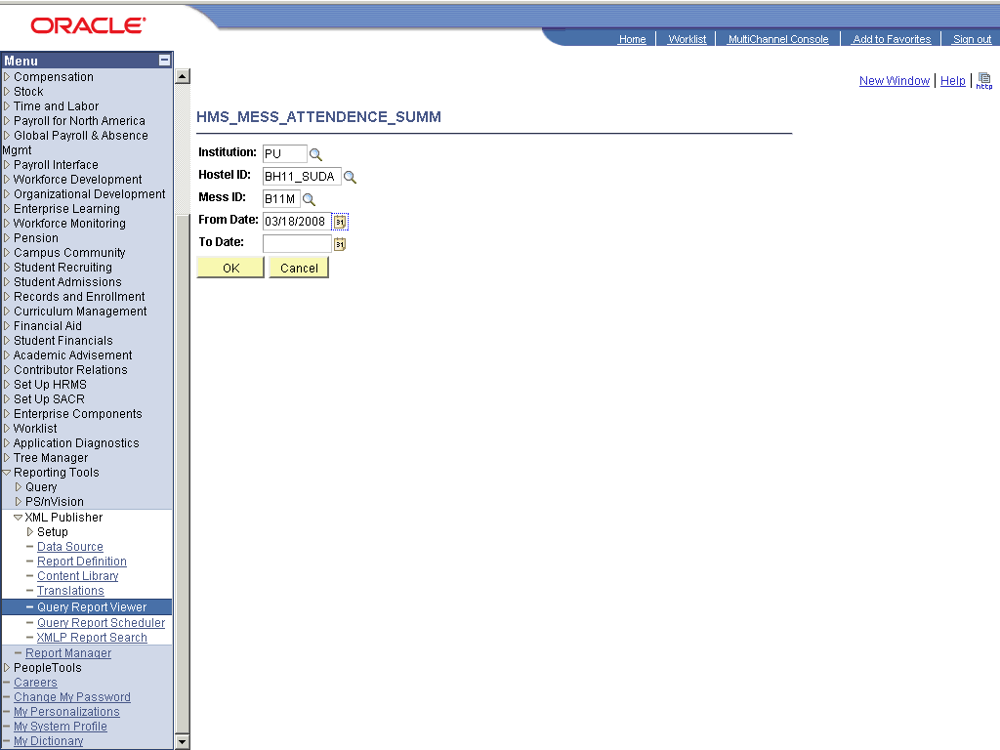 ORACLE
Home Worklist MultiChannel Console Add to Favorites Sign out
Menu
Compensation
Stock
Time and Labor
Payroll for North America
Global Payroll & Absence
Mgmt
Payroll Interface
Workforce Development
Organizational Development
Enterprise Learning
Workforce Monitoring
Pension
Campus Community
Student Recruiting
Student Admissions
Records and Enrollment
Curriculum Management
Financial Aid
Student Financials
Academic Advisement
Contributor Relations
Set Up HRMS
Set Up SACR
Enterprise Components
Worklist
Application Diagnostics
Tree Manager
Reporting Tools
Query
PS/nVision
XML Publisher
Setup
Data Source
Report Definition
Content Library
Translations
Query Report Viewer
Query Report Scheduler
XMLP Report Search
Report Manager
PeopleTools
Careers
Change My Password
My Personalizations
My System Profile
My Dictionary
New Window | Help | http
HMS_MESS_ATTENDENCE_SUMM
Institution: PU
Hostel ID: BH11_SUDA
Mess ID: B11M
From Date: 03/18/2008 31
To Date: 31
OK Cancel